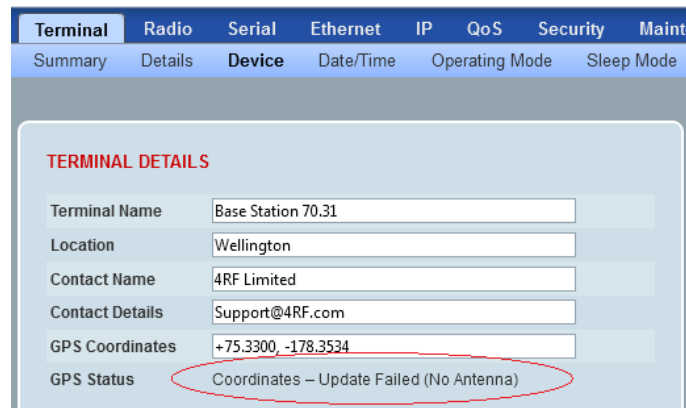 Terminal Radio Serial Ethernet IP QoS Security Maint
Summary Details Device Date/Time Operating Mode Sleep Mode
TERMINAL DETAILS
Terminal Name Base Station 70.31
Location Wellington
Contact Name 4RF Limited
Contact Details Support@4RF.com
GPS Coordinates +75.3300, -178.3534
GPS Status Coordinates – Update Failed (No Antenna)